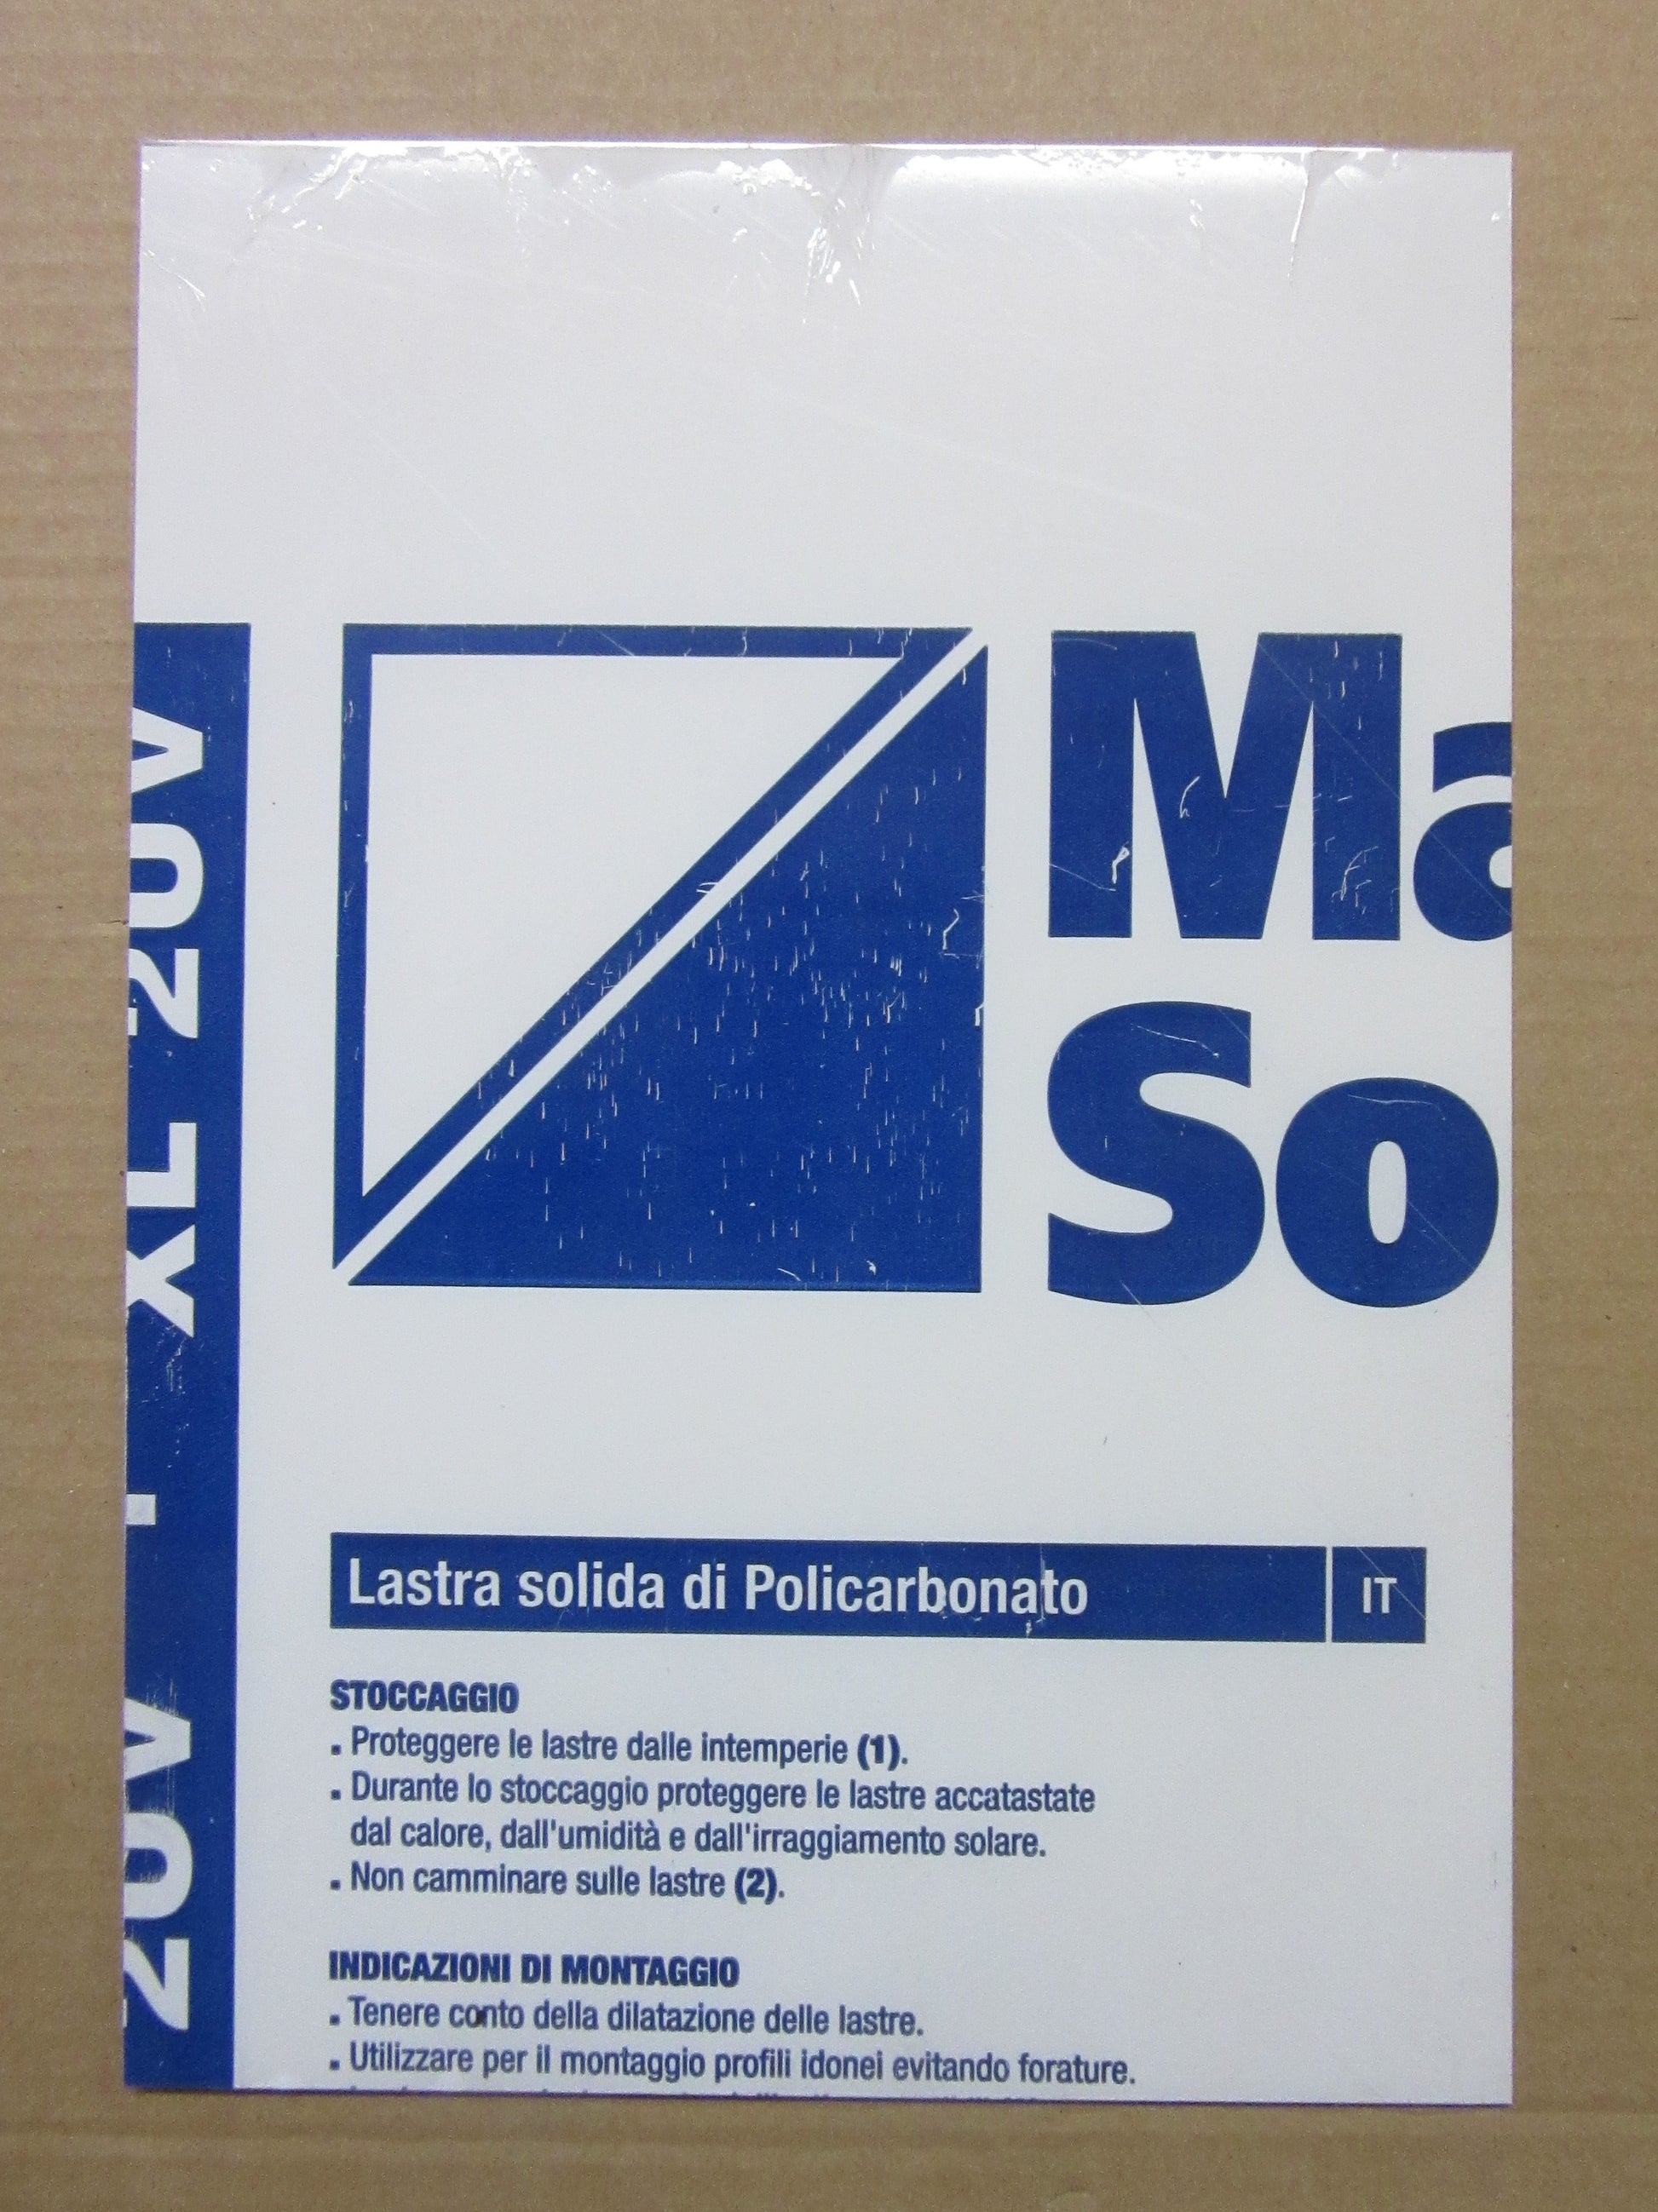 Ma
So
XL 2UV
2UV
Lastra solida di Policarbonato IT
STOCCAGGIO
▪ Proteggere le lastre dalle intemperie (1).
▪ Durante lo stoccaggio proteggere le lastre accatastate
dal calore, dall'umidità e dall'irraggiamento solare.
▪ Non camminare sulle lastre (2).
INDICAZIONI DI MONTAGGIO
▪ Tenere conto della dilatazione delle lastre.
▪ Utilizzare per il montaggio profili idonei evitando forature.